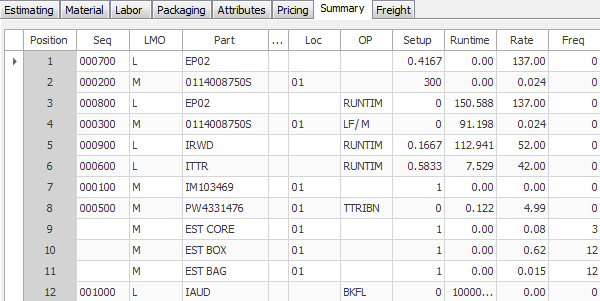 Estimating Material Labor Packaging Attributes Pricing Summary Freight
Position Seq LMO Part ... Loc OP Setup Runtime Rate Freq
1 000700 L EP02 0.4167 0.00 137.00 0
2 000200 M 0114008750S 01 300 0.00 0.024 0
3 000800 L EP02 RUNTIM 0 150.588 137.00 0
4 000300 M 0114008750S 01 LF/M 0 91.198 0.024 0
5 000900 L IRWD RUNTIM 0.1667 112.941 52.00 0
6 000600 L ITTR RUNTIM 0.5833 7.529 42.00 0
7 000100 M IM103469 01 1 0.00 0.00 0
8 000500 M PW4331476 01 TTRIBN 0 0.122 4.99 0
9 M EST CORE 01 1 0.00 0.08 3
10 M EST BOX 01 1 0.00 0.62 12
11 M EST BAG 01 1 0.00 0.015 12
12 001000 L IAUD BKFL 0 10000... 0.00 0